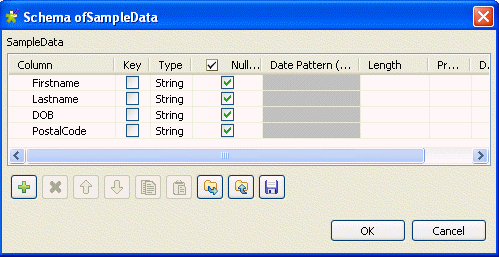 Schema ofSampleData
SampleData
Column Key Type Null... Date Pattern (... Length Pr... D.
Firstname String
Lastname String
DOB String
PostalCode String
OK Cancel